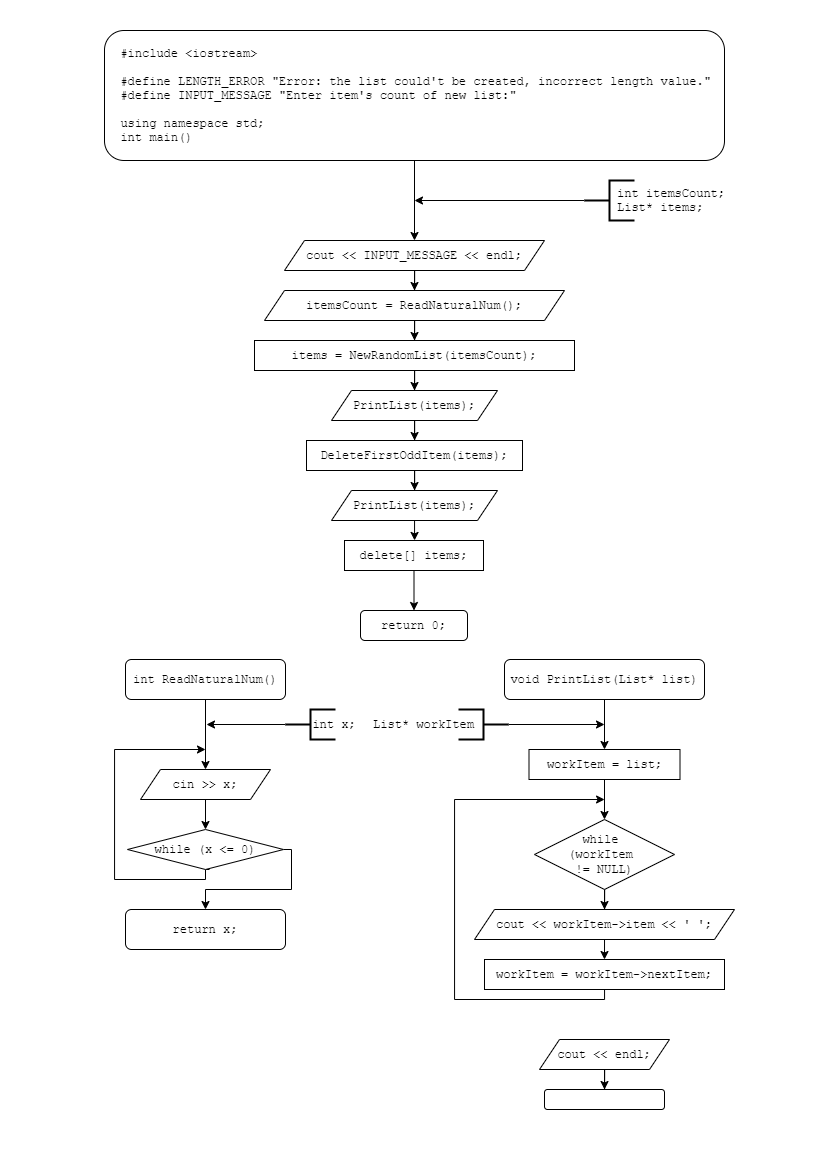 #include <iostream>
#define LENGTH_ERROR "Error: the list could't be created, incorrect length value."
#define INPUT_MESSAGE "Enter item's count of new list:"
using namespace std;
int main()
int itemsCount;
List* items;
cout << INPUT_MESSAGE << endl;
itemsCount = ReadNaturalNum();
items = NewRandomList(itemsCount);
PrintList(items);
DeleteFirstOddItem(items);
PrintList(items);
delete[] items;
return 0;
int ReadNaturalNum()
int x;
cin >> x;
while (x <= 0)
return x;
void PrintList(List* list)
List* workItem
workItem = list;
while
(workItem
!= NULL)
cout << workItem->item << ' ';
workItem = workItem->nextItem;
cout << endl;